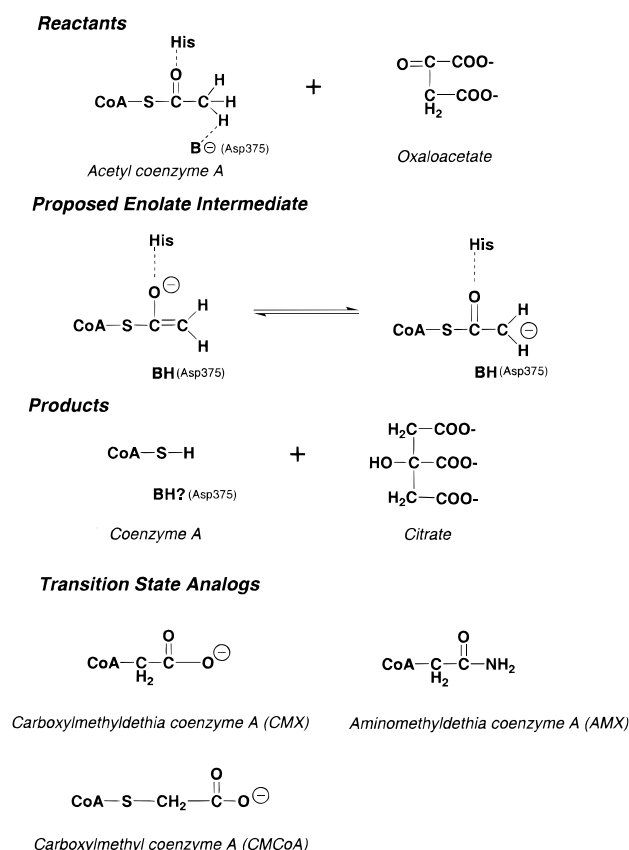 Reactants
His
O
H
CoA—S—C—C—H
H
B⊖ (Asp375)
Acetyl coenzyme A
+
O=C—COO-
C—COO-
H2
Oxaloacetate
Proposed Enolate Intermediate
His
O⊖
H
CoA—S—C=C
H
BH (Asp375)
His
O
H
CoA—S—C—C ⊖
H
BH (Asp375)
Products
CoA—S—H
BH? (Asp375)
Coenzyme A
+
H2C—COO-
HO—C—COO-
H2C—COO-
Citrate
Transition State Analogs
O
CoA—C—C—O⊖
H2
Carboxylmethyldethia coenzyme A (CMX)
O
CoA—C—C—NH2
H2
Aminomethyldethia coenzyme A (AMX)
O
CoA—S—CH2—C—O⊖
Carboxylmethyl coenzyme A (CMCoA)